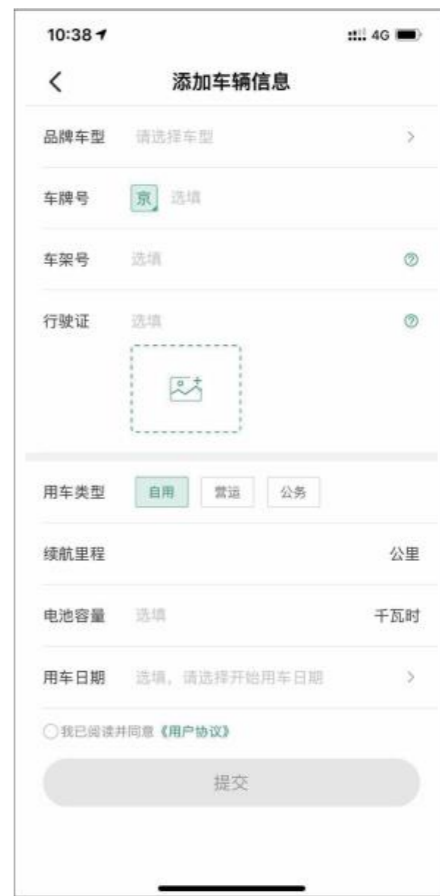 10:38
4G
添加车辆信息
品牌车型 请选择车型
车牌号 京 选填
车架号 选填
行驶证 选填
用车类型 自用 营运 公务
续航里程 公里
电池容量 选填 千瓦时
用车日期 选填，请选择开始用车日期
我已阅读并同意《用户协议》
提交